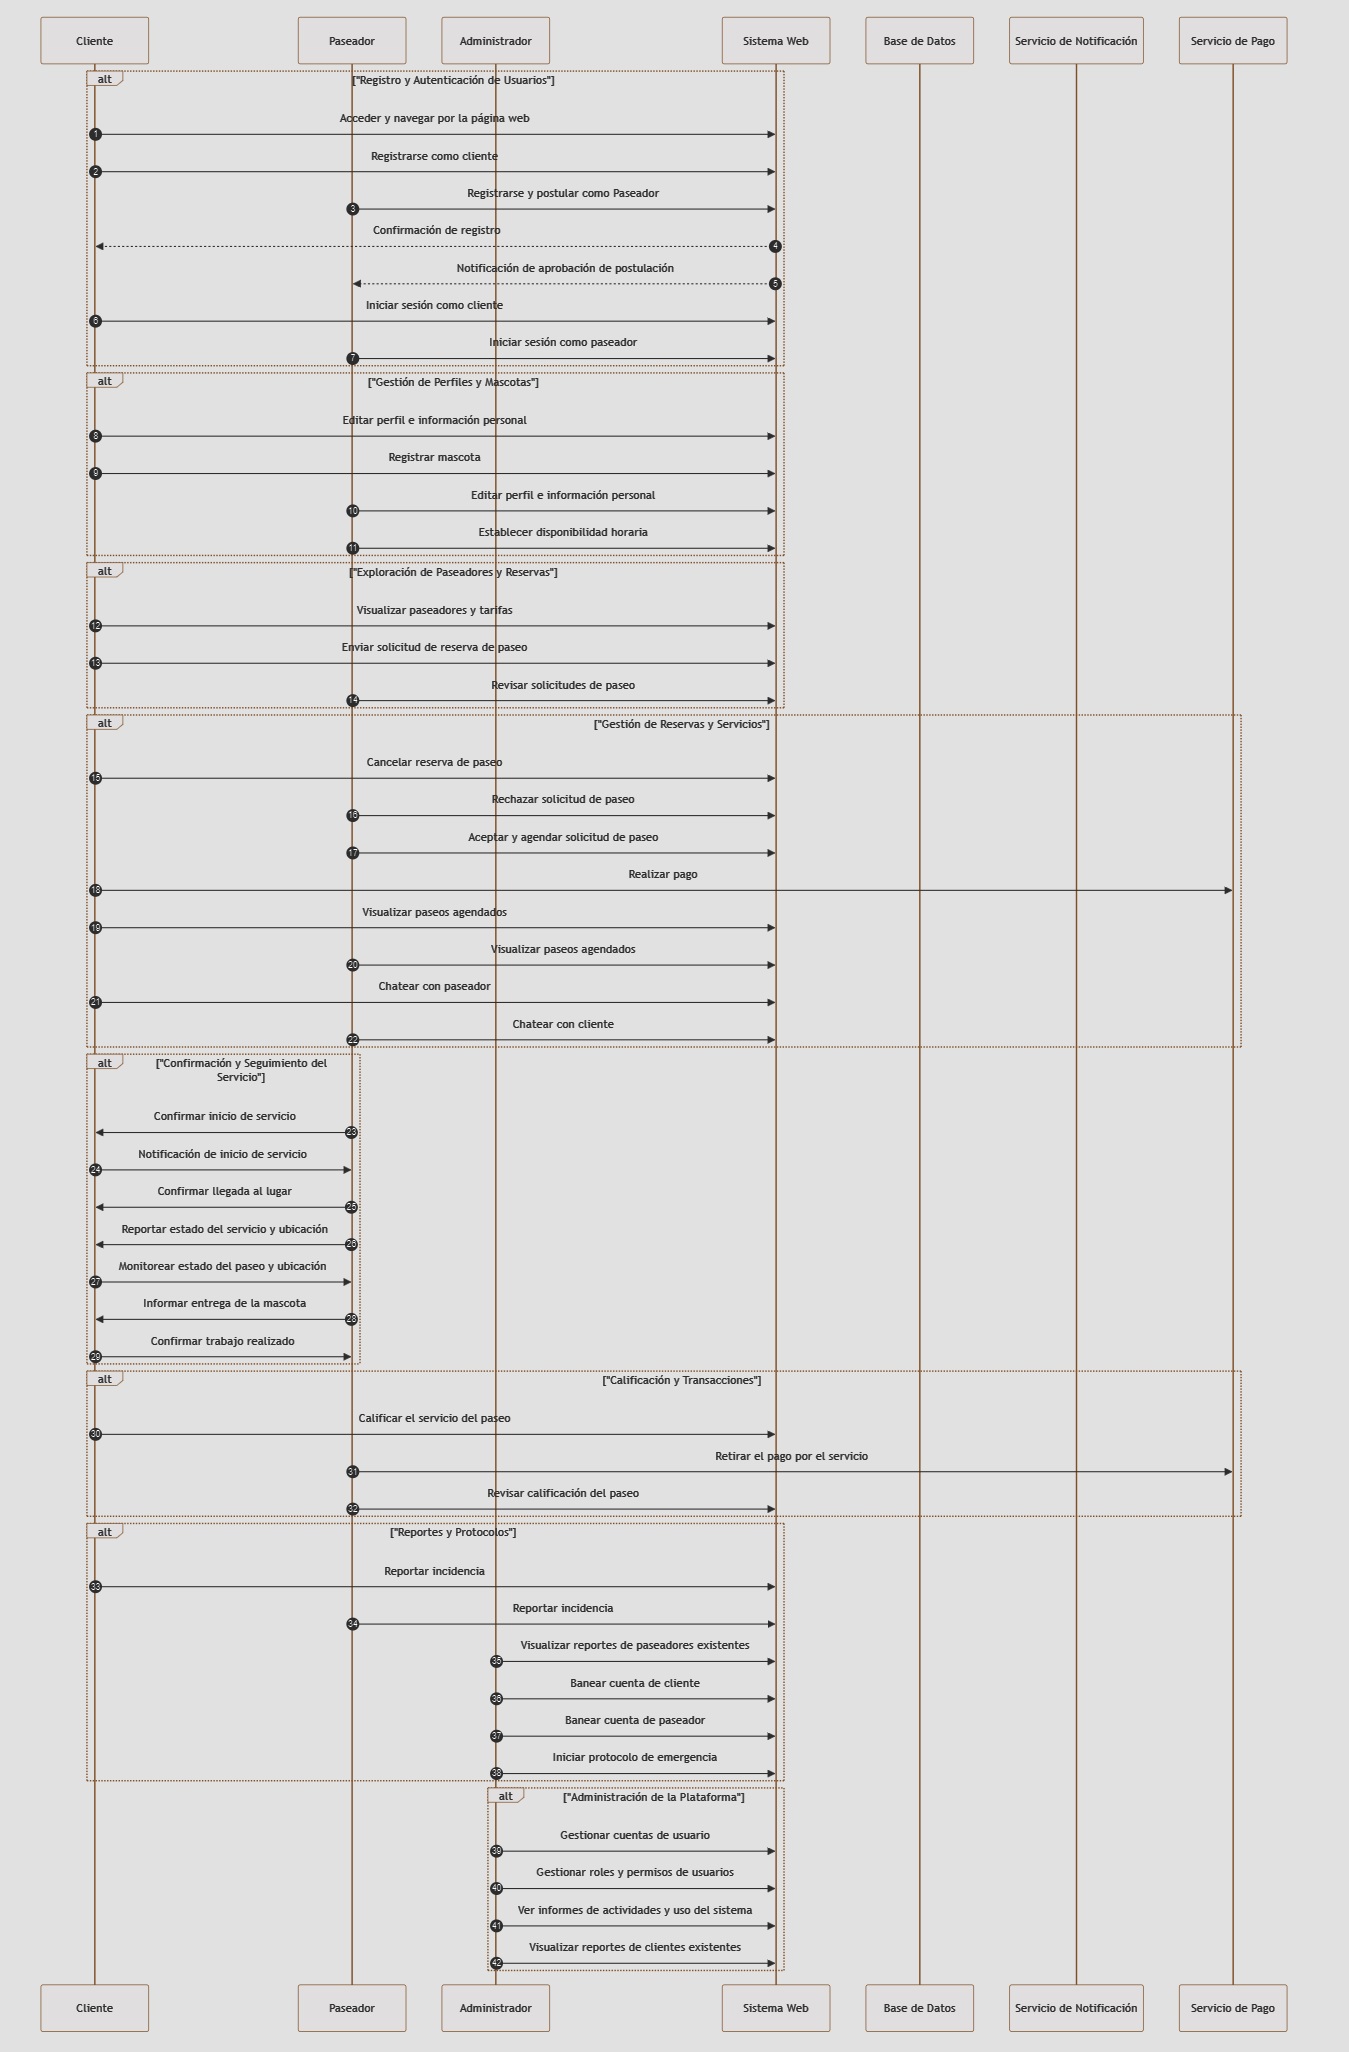 Cliente
Paseador
Administrador
Sistema Web
Base de Datos
Servicio de Notificación
Servicio de Pago
alt
["Registro y Autenticación de Usuarios"]
Acceder y navegar por la página web
1
Registrarse como cliente
2
Registrarse y postular como Paseador
3
Confirmación de registro
4
Notificación de aprobación de postulación
5
Iniciar sesión como cliente
6
Iniciar sesión como paseador
7
alt
["Gestión de Perfiles y Mascotas"]
Editar perfil e información personal
8
Registrar mascota
9
Editar perfil e información personal
10
Establecer disponibilidad horaria
11
alt
["Exploración de Paseadores y Reservas"]
Visualizar paseadores y tarifas
12
Enviar solicitud de reserva de paseo
13
Revisar solicitudes de paseo
14
alt
["Gestión de Reservas y Servicios"]
Cancelar reserva de paseo
15
Rechazar solicitud de paseo
16
Aceptar y agendar solicitud de paseo
17
Realizar pago
18
Visualizar paseos agendados
19
Visualizar paseos agendados
20
Chatear con paseador
21
Chatear con cliente
22
alt
["Confirmación y Seguimiento del
Servicio"]
Confirmar inicio de servicio
23
Notificación de inicio de servicio
24
Confirmar llegada al lugar
25
Reportar estado del servicio y ubicación
26
Monitorear estado del paseo y ubicación
27
Informar entrega de la mascota
28
Confirmar trabajo realizado
29
alt
["Calificación y Transacciones"]
Calificar el servicio del paseo
30
Retirar el pago por el servicio
31
Revisar calificación del paseo
32
alt
["Reportes y Protocolos"]
Reportar incidencia
33
Reportar incidencia
34
Visualizar reportes de paseadores existentes
35
Banear cuenta de cliente
36
Banear cuenta de paseador
37
Iniciar protocolo de emergencia
38
alt
["Administración de la Plataforma"]
Gestionar cuentas de usuario
39
Gestionar roles y permisos de usuarios
40
Ver informes de actividades y uso del sistema
41
Visualizar reportes de clientes existentes
42
Cliente
Paseador
Administrador
Sistema Web
Base de Datos
Servicio de Notificación
Servicio de Pago